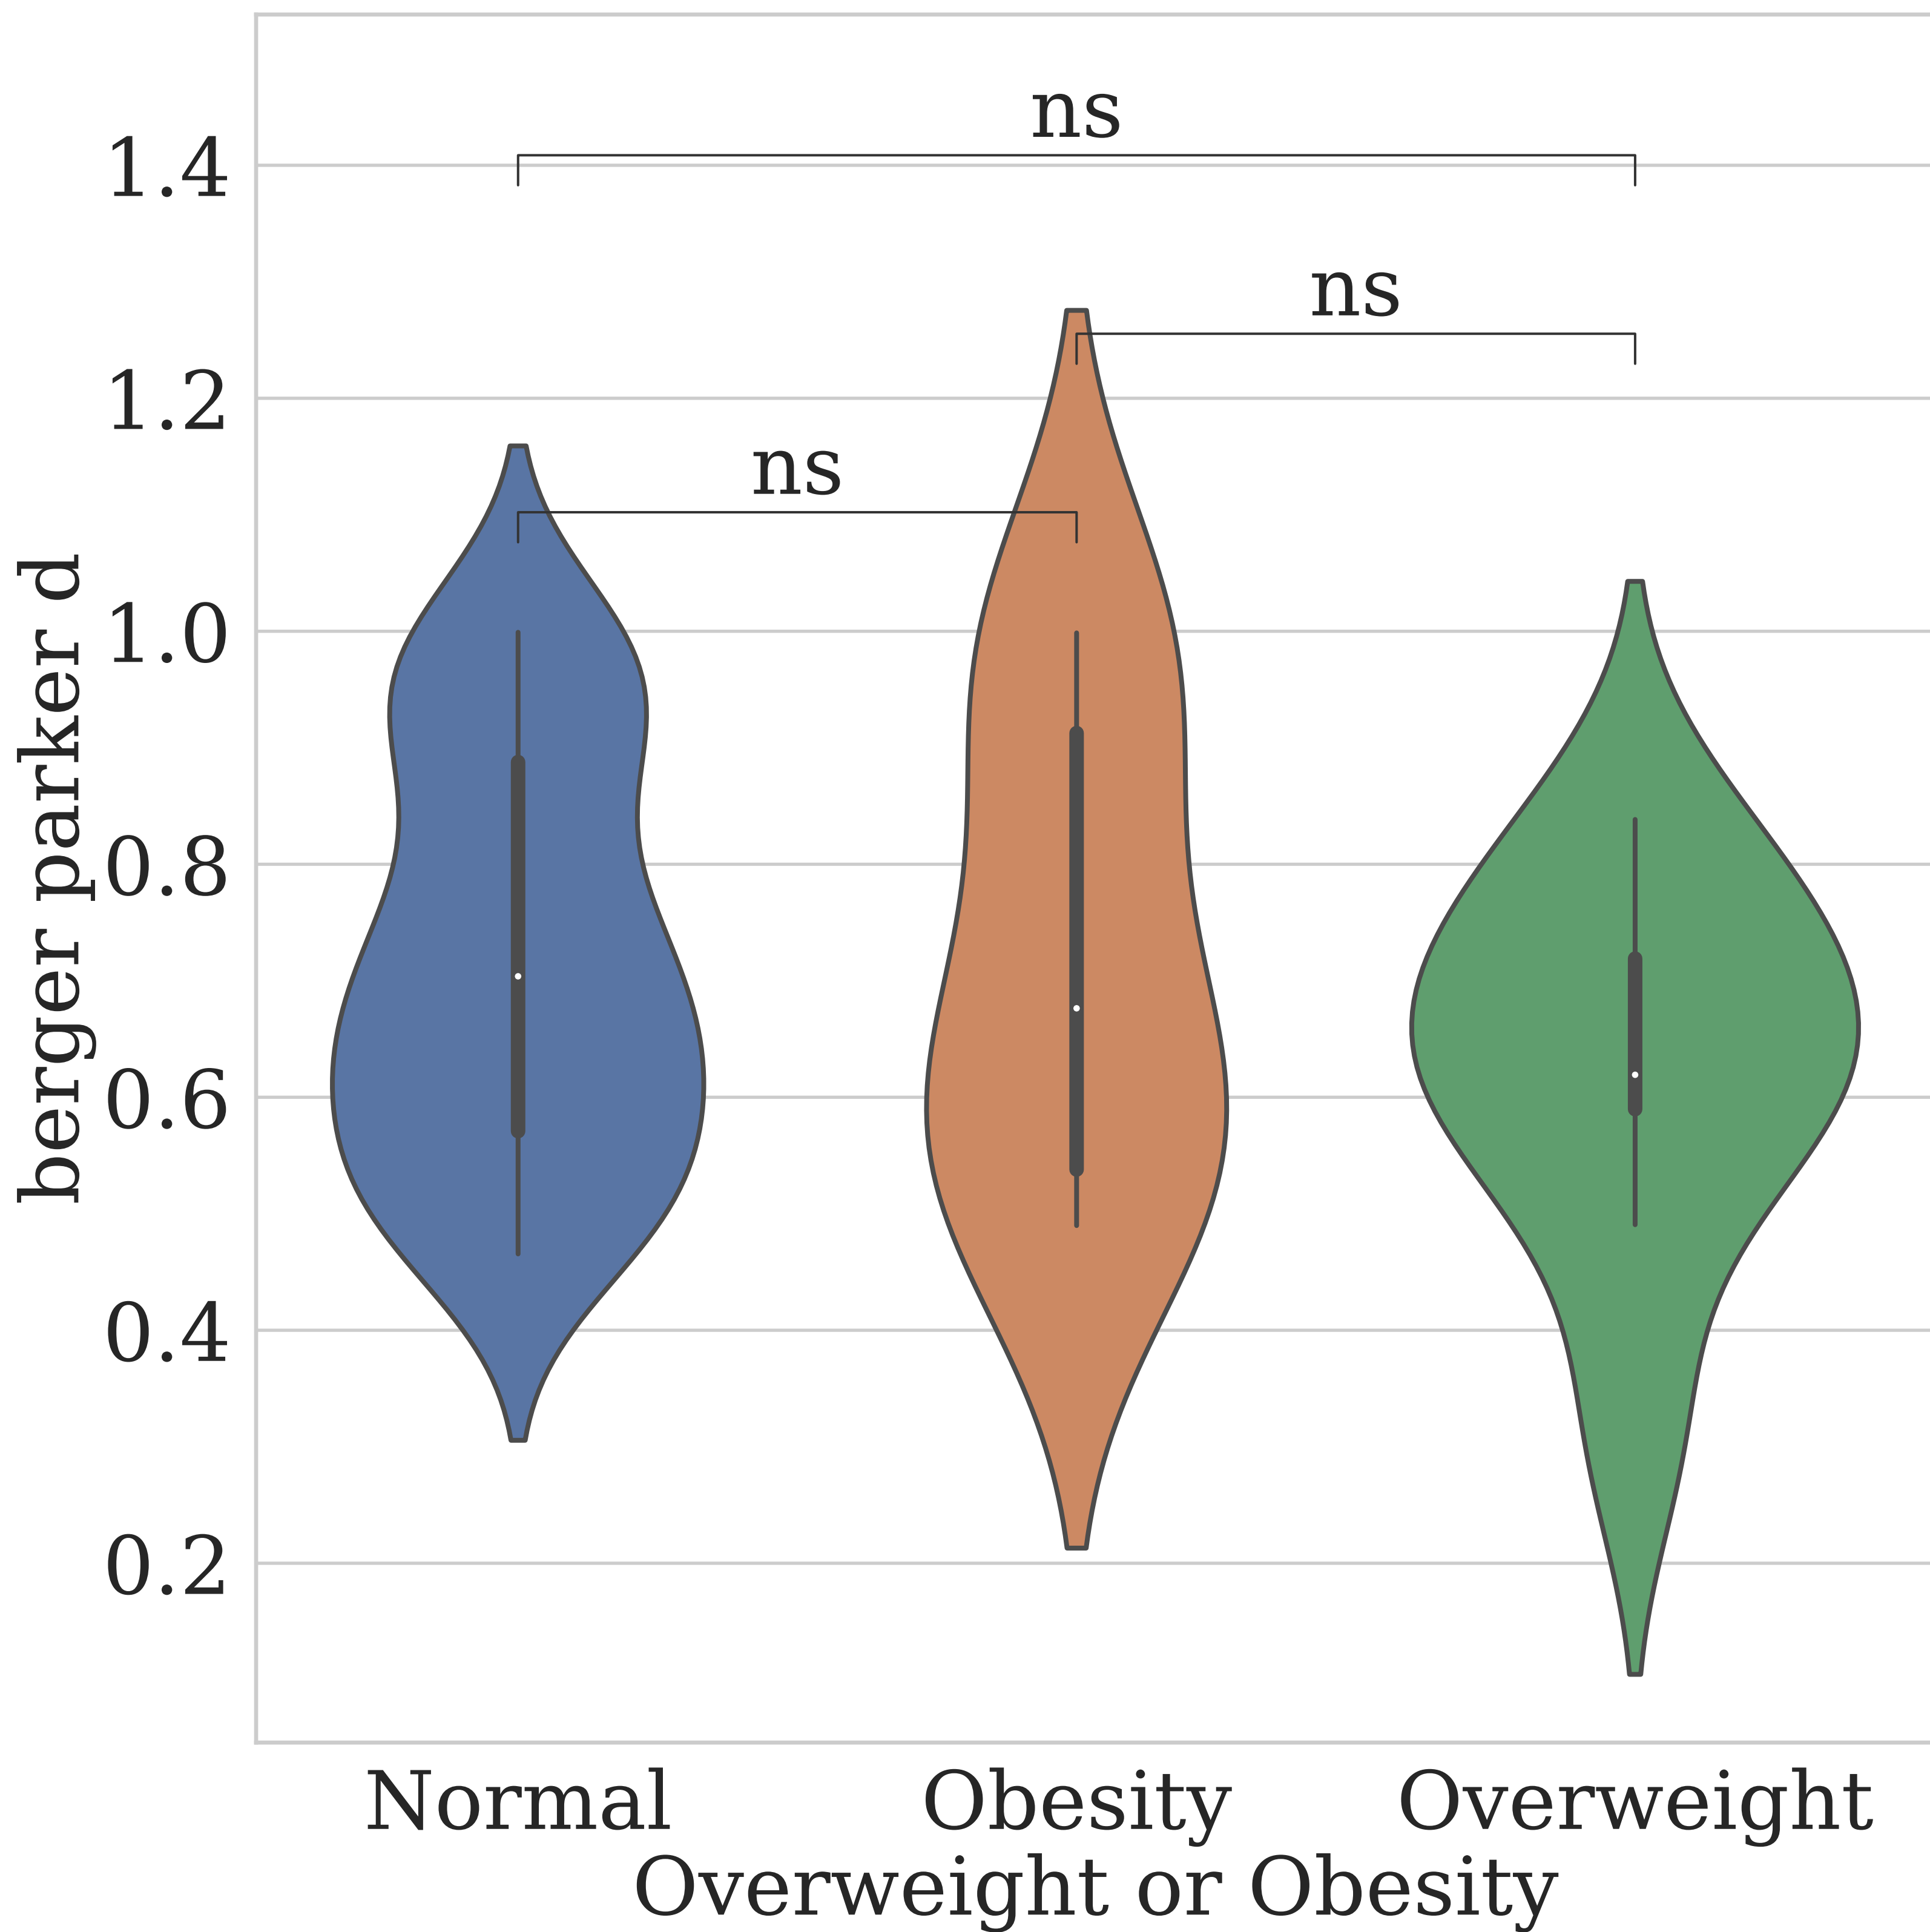 ns
ns
ns
1.4
1.2
1.0
0.8
0.6
0.4
0.2
berger parker d
Normal
Obesity
Overweight
Overweight or Obesity